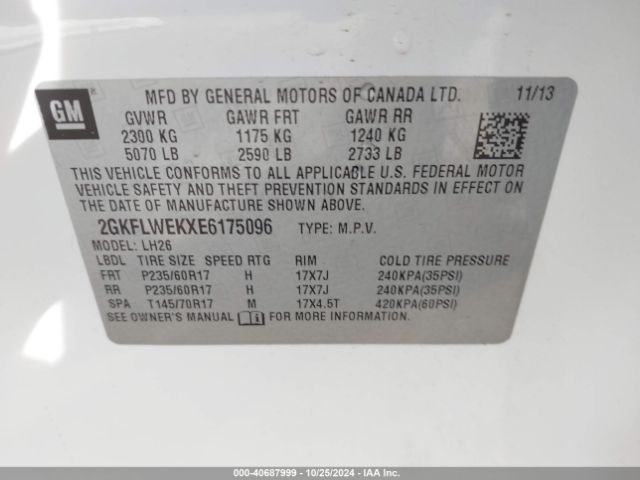 GM
MFD BY GENERAL MOTORS OF CANADA LTD. 11/13
GVWR GAWR FRT GAWR RR
2300 KG 1175 KG 1240 KG
5070 LB 2590 LB 2733 LB
THIS VEHICLE CONFORMS TO ALL APPLICABLE U.S. FEDERAL MOTOR
VEHICLE SAFETY AND THEFT PREVENTION STANDARDS IN EFFECT ON
THE DATE OF MANUFACTURE SHOWN ABOVE.
2GKFLWEKXE6175096 TYPE: M.P.V.
MODEL: LH26
LBDL TIRE SIZE SPEED RTG RIM COLD TIRE PRESSURE
FRT P235/60R17 H 17X7J 240KPA(35PSI)
RR P235/60R17 H 17X7J 240KPA(35PSI)
SPA T145/70R17 M 17X4.5T 420KPA(60PSI)
SEE OWNER'S MANUAL FOR MORE INFORMATION.
000-40687999 • 10/25/2024 • IAA Inc.